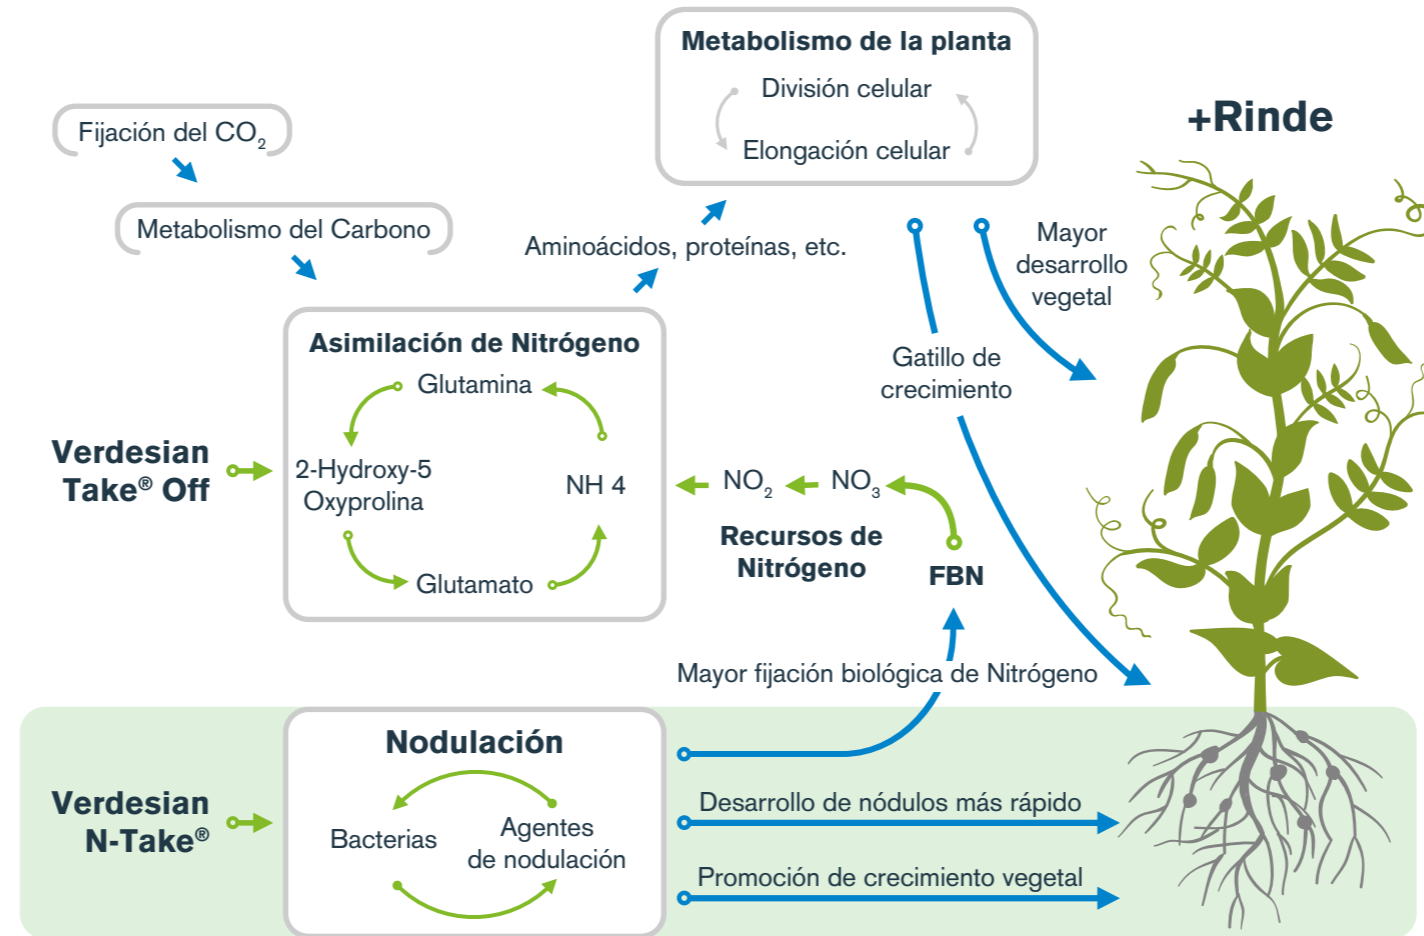 Metabolismo de la planta
División celular
Elongación celular
+Rinde
Fijación del CO₂
Metabolismo del Carbono
Aminoácidos, proteínas, etc.
Mayor
desarrollo
vegetal
Asimilación de Nitrógeno
Glutamina
2-Hydroxy-5
Oxyprolina
NH 4
Glutamato
Verdesian
Take® Off
NO₂
NO₃
Recursos de
Nitrógeno
FBN
Gatillo de
crecimiento
Mayor fijación biológica de Nitrógeno
Nodulación
Bacterias
Agentes
de nodulación
Verdesian
N-Take®
Desarrollo de nódulos más rápido
Promoción de crecimiento vegetal